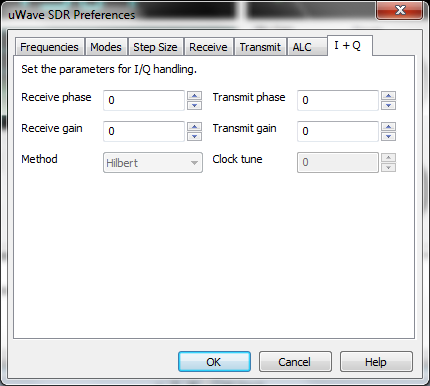 uWave SDR Preferences
Frequencies Modes Step Size Receive Transmit ALC I + Q
Set the parameters for I/Q handling.
Receive phase 0 Transmit phase 0
Receive gain 0 Transmit gain 0
Method Hilbert Clock tune 0
OK Cancel Help